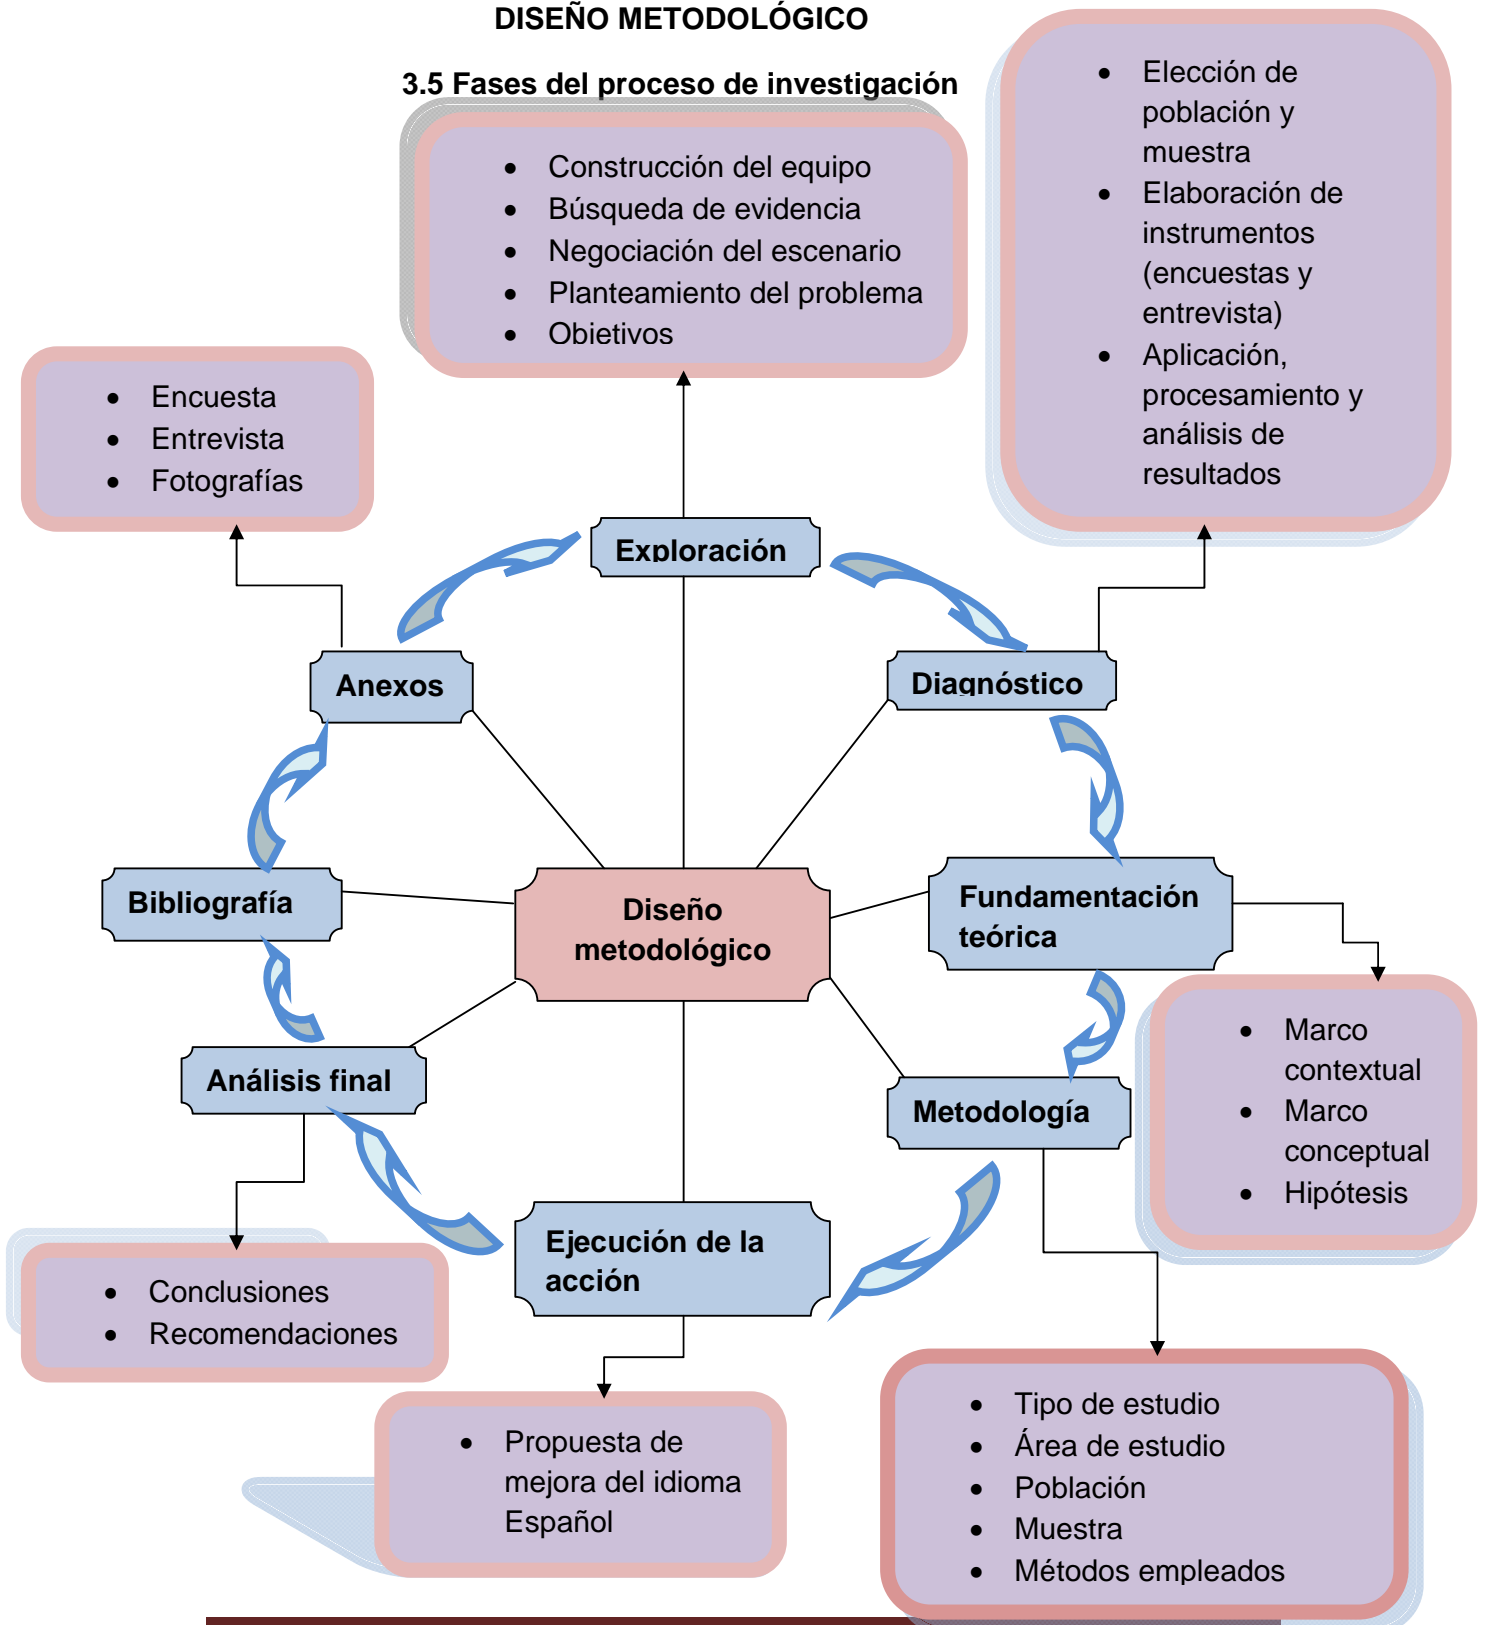 DISEÑO METODOLÓGICO
3.5 Fases del proceso de investigación
• Construcción del equipo
• Búsqueda de evidencia
• Negociación del escenario
• Planteamiento del problema
• Objetivos
• Elección de
población y
muestra
• Elaboración de
instrumentos
(encuestas y
entrevista)
• Aplicación,
procesamiento y
análisis de
resultados
• Encuesta
• Entrevista
• Fotografías
Exploración
Anexos
Diagnóstico
Bibliografía
Diseño
metodológico
Fundamentación
teórica
Análisis final
Metodología
• Marco
contextual
• Marco
conceptual
• Hipótesis
Ejecución de la
acción
• Conclusiones
• Recomendaciones
• Propuesta de
mejora del idioma
Español
• Tipo de estudio
• Área de estudio
• Población
• Muestra
• Métodos empleados